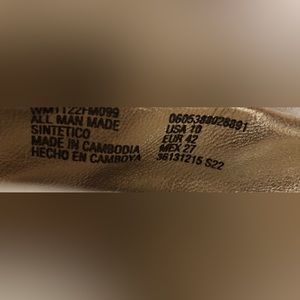 WM1122FM099
ALL MAN MADE
SINTETICO
MADE IN CAMBODIA
HECHO EN CAMBOYA
0605388028891
USA 10
EUR 42
MEX 27
36131215 S22